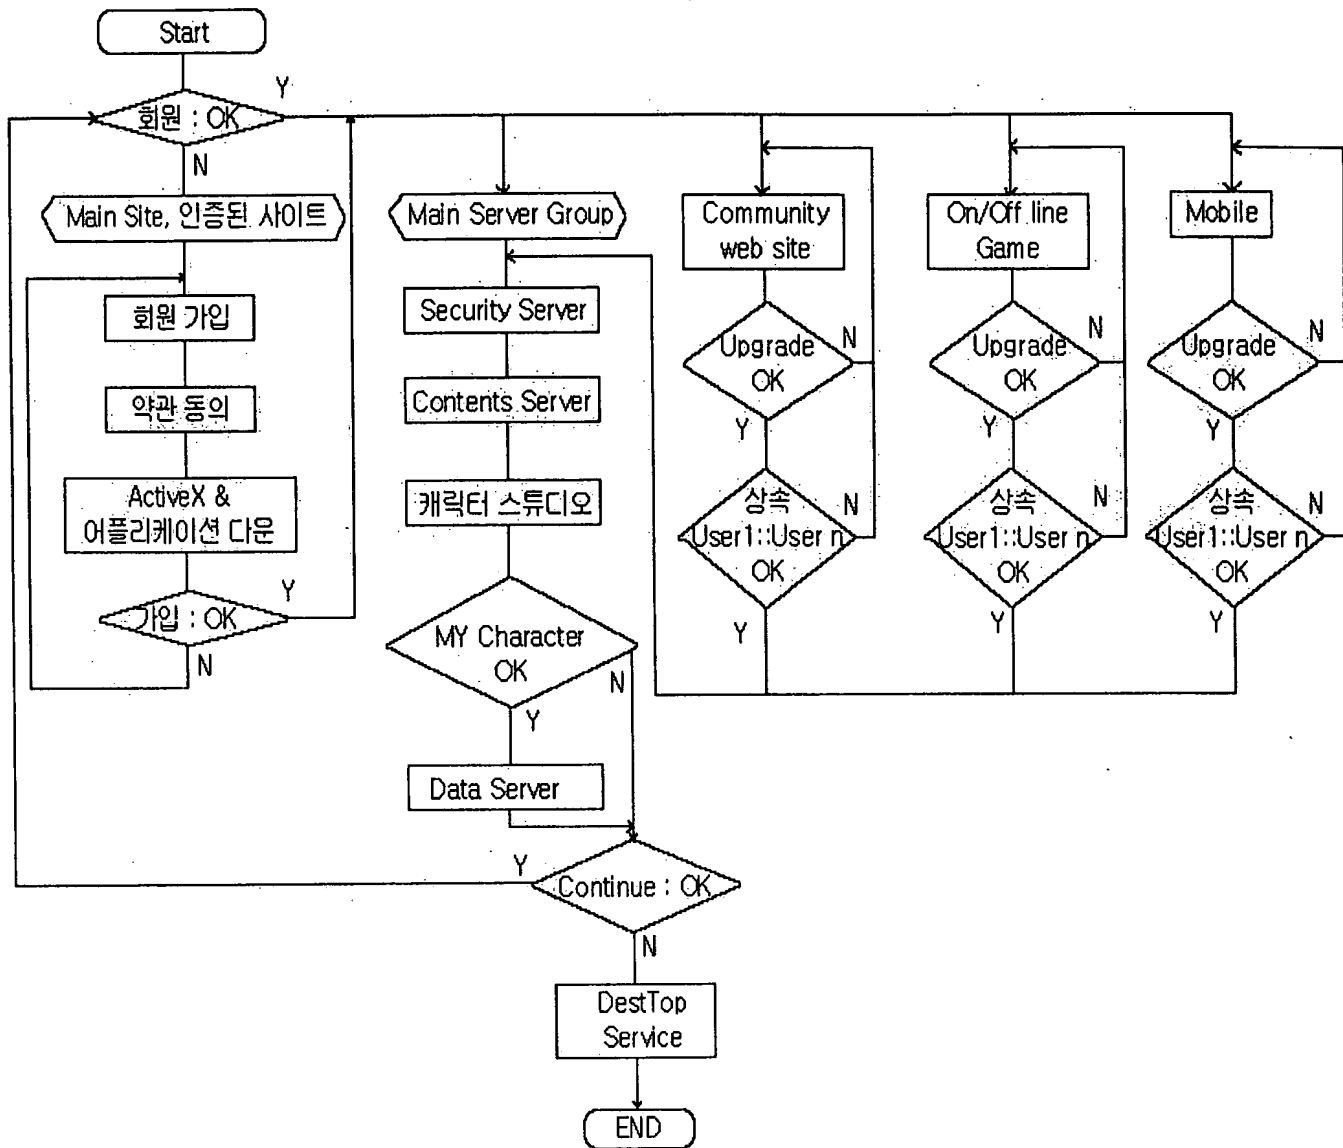 Start
회원 : OK
Y
N
Main Site, 인증된 사이트
회원 가입
약관 동의
ActiveX &
어플리케이션 다운
가입 : OK
Y
N
Main Server Group
Security Server
Contents Server
캐릭터 스튜디오
MY Character
OK
N
Y
Data Server
Community
web site
Upgrade
OK
N
Y
상속
User1::User n
OK
N
Y
On/Off line
Game
Upgrade
OK
N
Y
상속
User1::User n
OK
N
Y
Mobile
Upgrade
OK
N
Y
상속
User1::User n
OK
N
Y
Continue : OK
Y
N
DestTop
Service
END